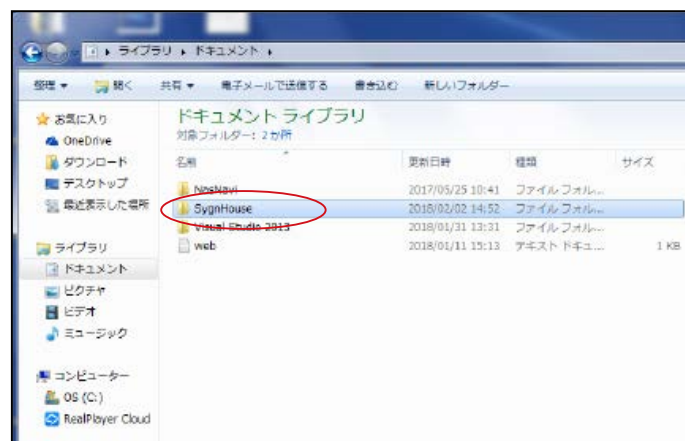 ライブラリ ▸ ドキュメント ▸
整理 ▼ 開く 共有 ▼ 電子メールで送信する 書き込む 新しいフォルダー
お気に入り
OneDrive
ダウンロード
デスクトップ
最近表示した場所
ライブラリ
ドキュメント
ピクチャ
ビデオ
ミュージック
コンピューター
OS (C:)
RealPlayer Cloud
ドキュメント ライブラリ
対象フォルダー: 2 か所
名前 更新日時 種類 サイズ
NosNavi 2017/05/25 10:41 ファイル フォル...
SygnHouse 2018/02/02 14:52 ファイル フォル...
Visual Studio 2013 2018/01/31 13:31 ファイル フォル...
web 2018/01/11 15:13 テキスト ドキュ... 1 KB